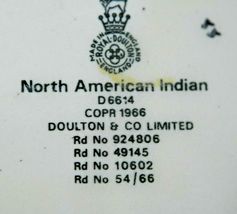 MADE IN ENGLAND
ROYAL DOULTON
ENGLAND
North American Indian
D6614
COPR 1966
DOULTON & CO LIMITED
Rd No 924806
Rd No 49145
Rd No 10602
Rd No 54/66